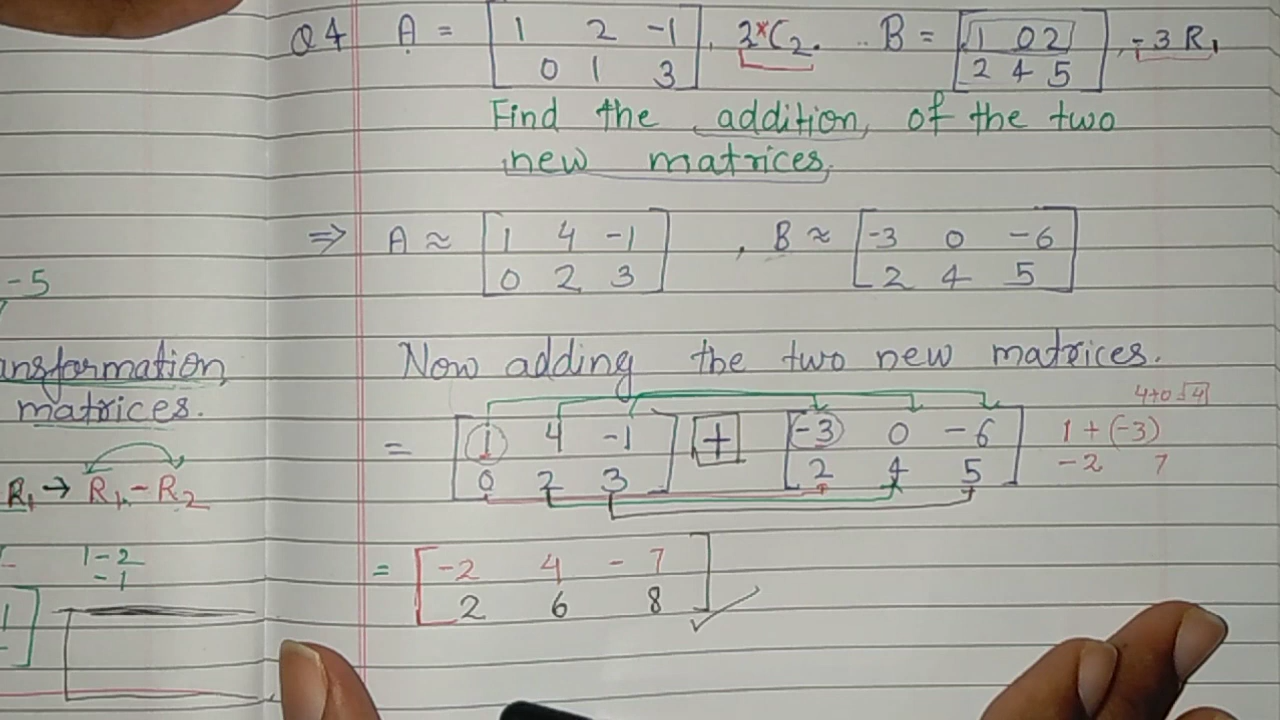 Q4 A = [1 2 -1 , 2*C2. .. B = [1 0 2 , -3 R1
0 1 3] 2 4 5]
Find the addition, of the two
new matrices.
⇒ A ≈ [1 4 -1 , B ≈ [-3 0 -6
0 2 3] 2 4 5]
Now adding the two new matrices.
= [1 4 -1 + [-3 0 -6
0 2 3] 2 4 5]
4+0 √4
1 + (-3)
-2 7
= [-2 4 -7
2 6 8] ✓
-5
ansformation
matrices.
R1 → R1 - R2
1-2
-1